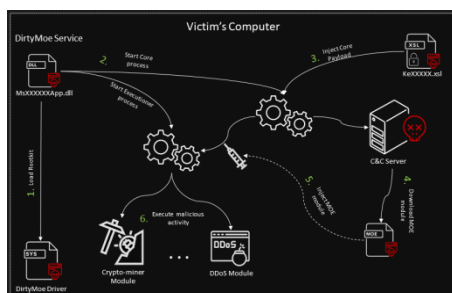 Victim's Computer
DirtyMoe Service
DLL
MsXXXXXXApp.dll
2.
Start Core
process
Start Executioner
process
3.
Inject Core
Payload
XSL
KeXXXXX.xsl
1.
Load Rootkit
C&C Server
4.
Download MOE
module
5.
Inject MOE
module
6.
Execute malicious
activity
SYS
DirtyMoe Driver
Crypto-miner
Module
...
DDoS
DDoS Module
MOE